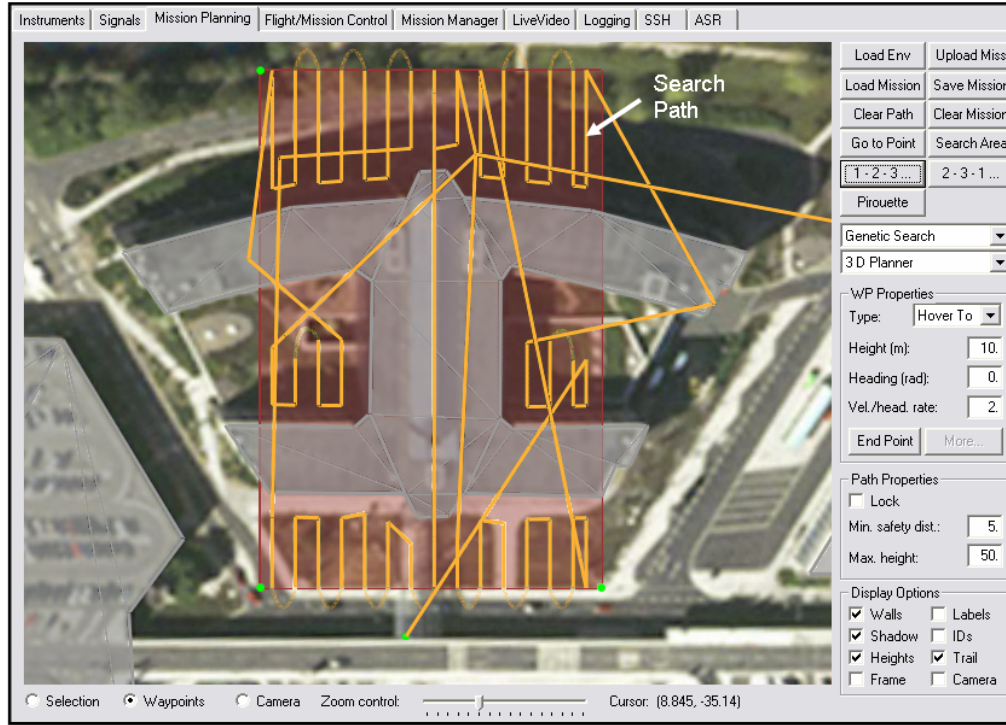 Instruments Signals Mission Planning Flight/Mission Control Mission Manager LiveVideo Logging SSH ASR
Search
Path
Load Env Upload Miss
Load Mission Save Mission
Clear Path Clear Mission
Go to Point Search Area
1 - 2 - 3 ... 2 - 3 - 1 ...
Pirouette
Genetic Search
3 D Planner
WP Properties
Type: Hover To
Height (m): 10.
Heading (rad): 0.
Vel./head. rate: 2.
End Point More...
Path Properties
Lock
Min. safety dist.: 5.
Max. height: 50.
Display Options
Walls Labels
Shadow IDs
Heights Trail
Frame Camera
Selection Waypoints Camera Zoom control: Cursor: (8.845, -35.14)